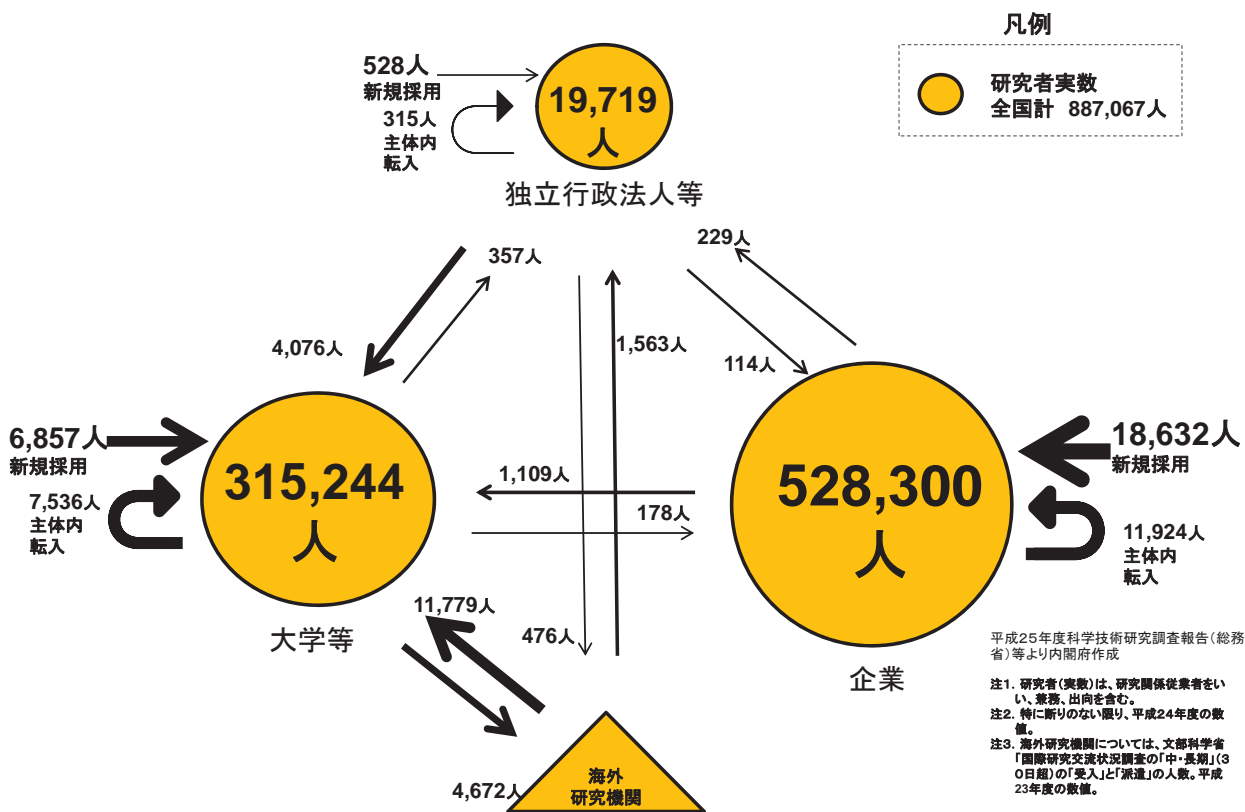 凡例
研究者実数
全国計 887,067人
528人
新規採用
315人
主体内
転入
19,719
人
独立行政法人等
357人
229人
4,076人
1,563人
114人
6,857人
新規採用
7,536人
主体内
転入
315,244
人
大学等
1,109人
178人
528,300
人
企業
18,632人
新規採用
11,924人
主体内
転入
11,779人
476人
4,672人
海外
研究機関
平成25年度科学技術研究調査報告(総務
省)等より内閣府作成
注1. 研究者(実数)は、研究関係従業者をい
い、兼務、出向を含む。
注2. 特に断りのない限り、平成24年度の数
値。
注3. 海外研究機関については、文部科学省
「国際研究交流状況調査の「中・長期」(3
0日超)の「受入」と「派遣」の人数。平成
23年度の数値。